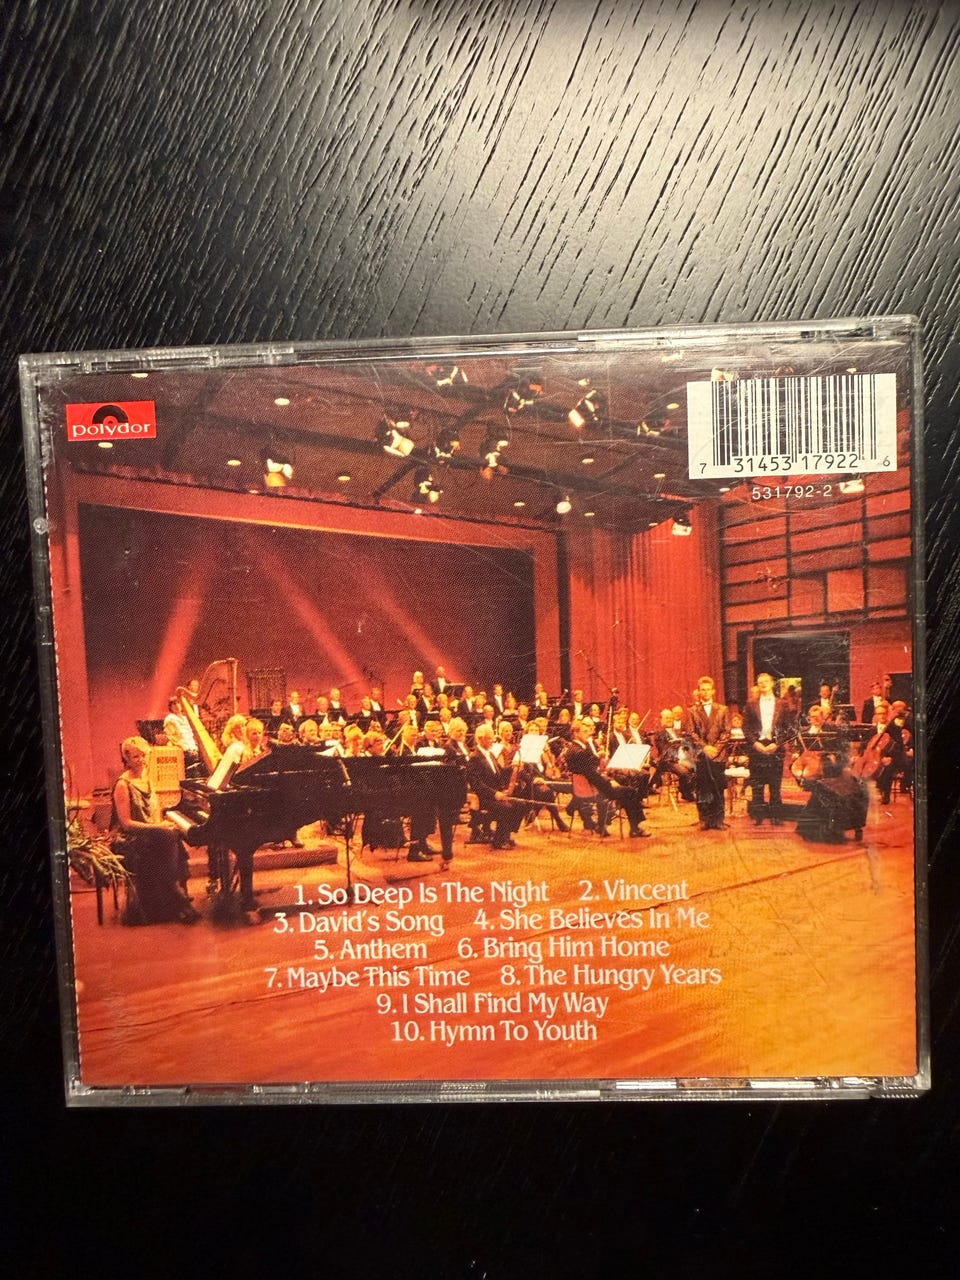 polydor
7 31453 17922 6
531792-2
1. So Deep Is The Night 2. Vincent
3. David's Song 4. She Believes In Me
5. Anthem 6. Bring Him Home
7. Maybe This Time 8. The Hungry Years
9. I Shall Find My Way
10. Hymn To Youth